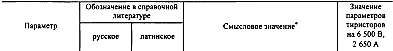 Параметр
Обозначение в справочной
литературе
русское
латинское
Смысловое значение*
Значение
параметров
тиристоров
на 6 500 В,
2 650 А